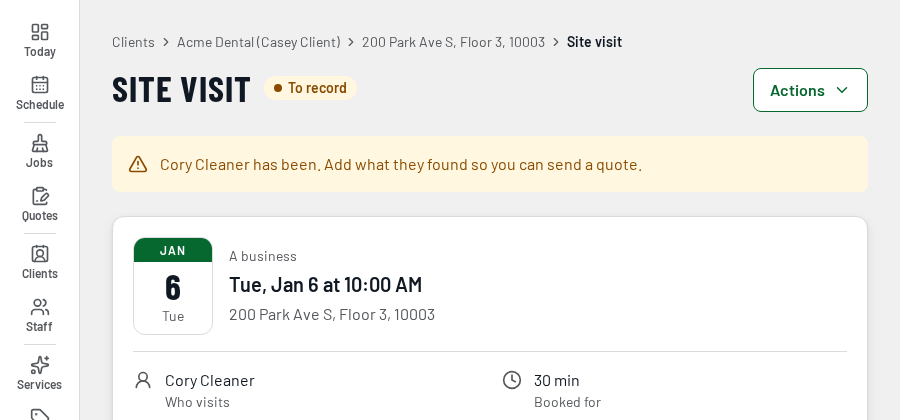 Today
Schedule
Jobs
Quotes
Clients
Staff
Services
Clients > Acme Dental (Casey Client) > 200 Park Ave S, Floor 3, 10003 > Site visit
SITE VISIT
To record
Actions
Cory Cleaner has been. Add what they found so you can send a quote.
JAN
6
Tue
A business
Tue, Jan 6 at 10:00 AM
200 Park Ave S, Floor 3, 10003
Cory Cleaner
Who visits
30 min
Booked for